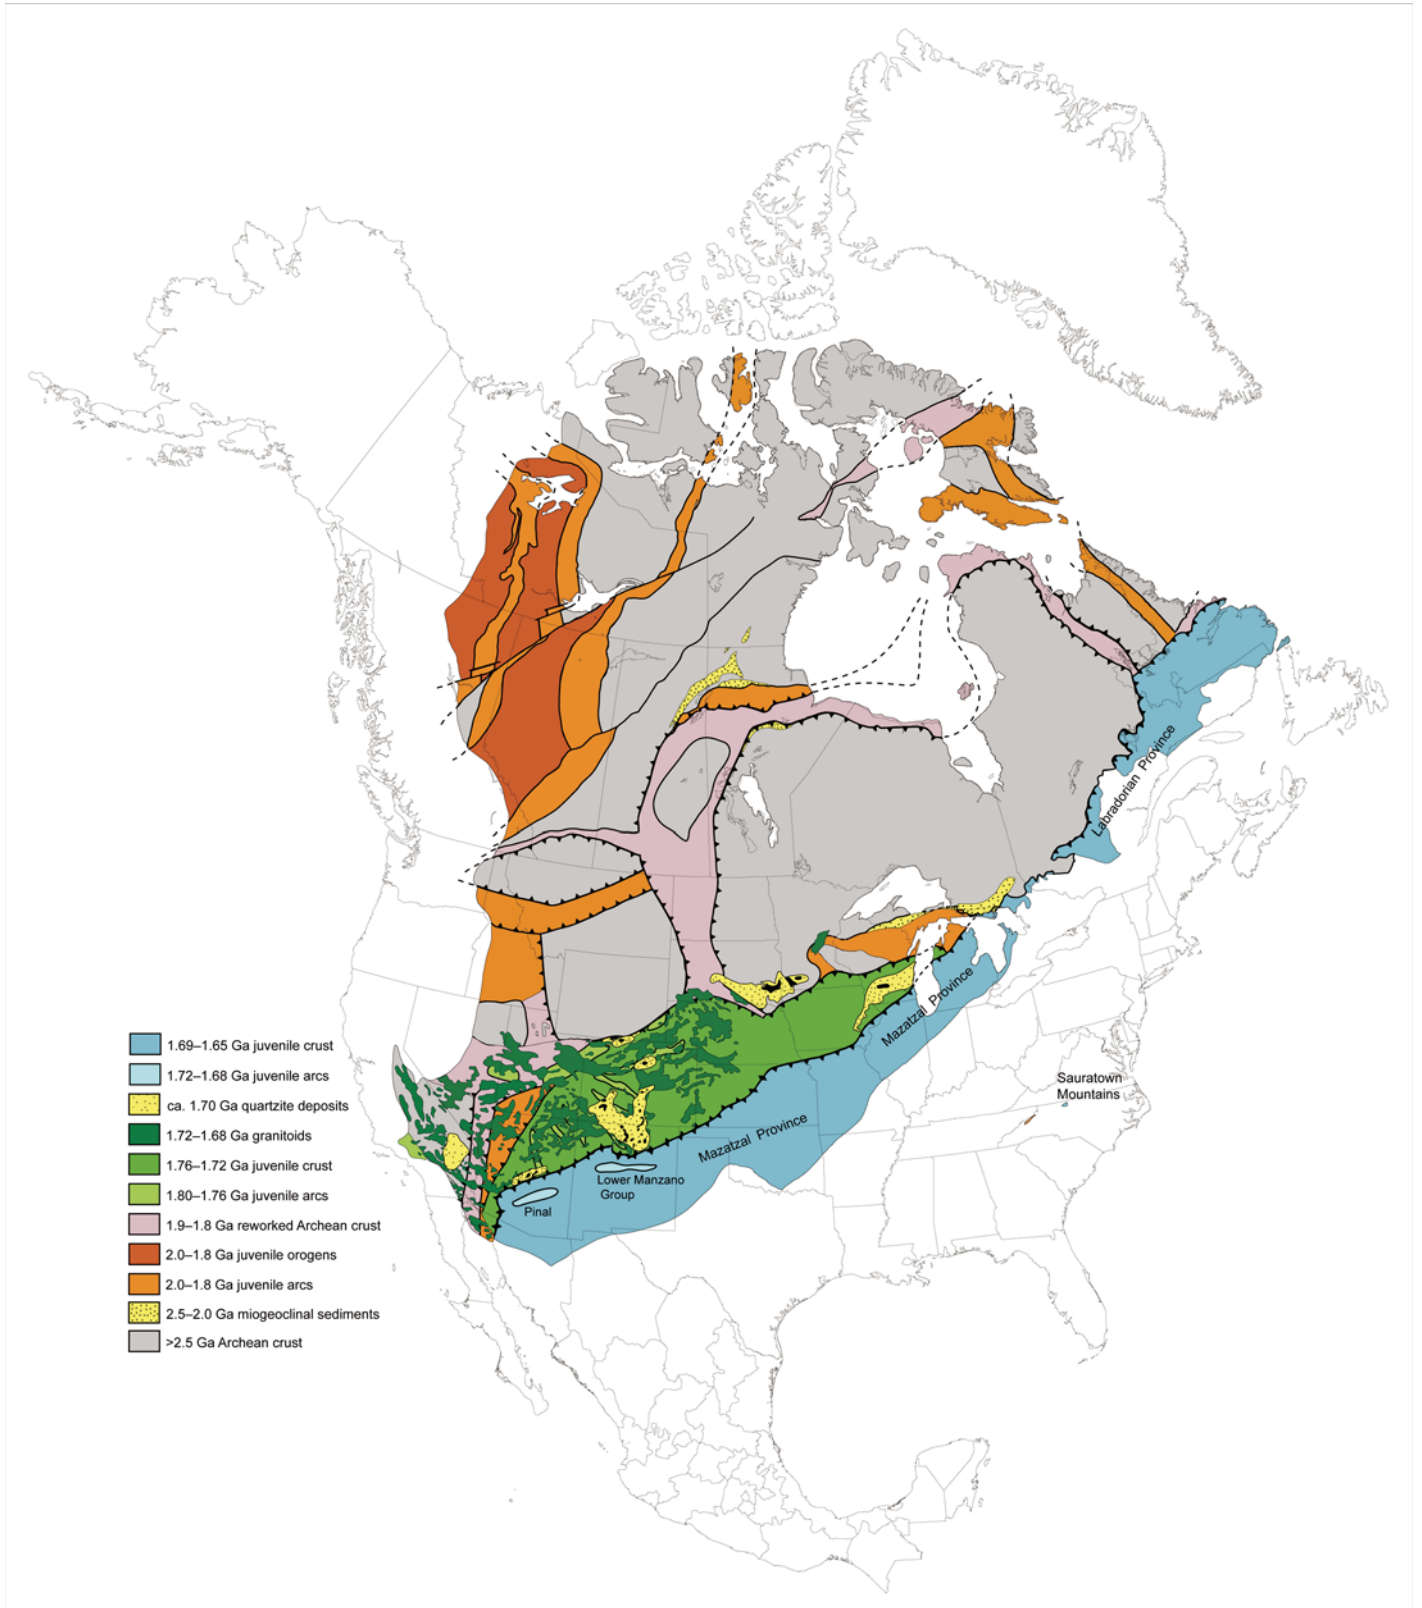 Labradorian Province
Mazatzal Province
1.69–1.65 Ga juvenile crust
1.72–1.68 Ga juvenile arcs
ca. 1.70 Ga quartzite deposits
1.72–1.68 Ga granitoids
1.76–1.72 Ga juvenile crust
1.80–1.76 Ga juvenile arcs
1.9–1.8 Ga reworked Archean crust
2.0–1.8 Ga juvenile orogens
2.0–1.8 Ga juvenile arcs
2.5–2.0 Ga miogeoclinal sediments
>2.5 Ga Archean crust
Sauratown
Mountains
Mazatzal Province
Lower Manzano
Group
Pinal